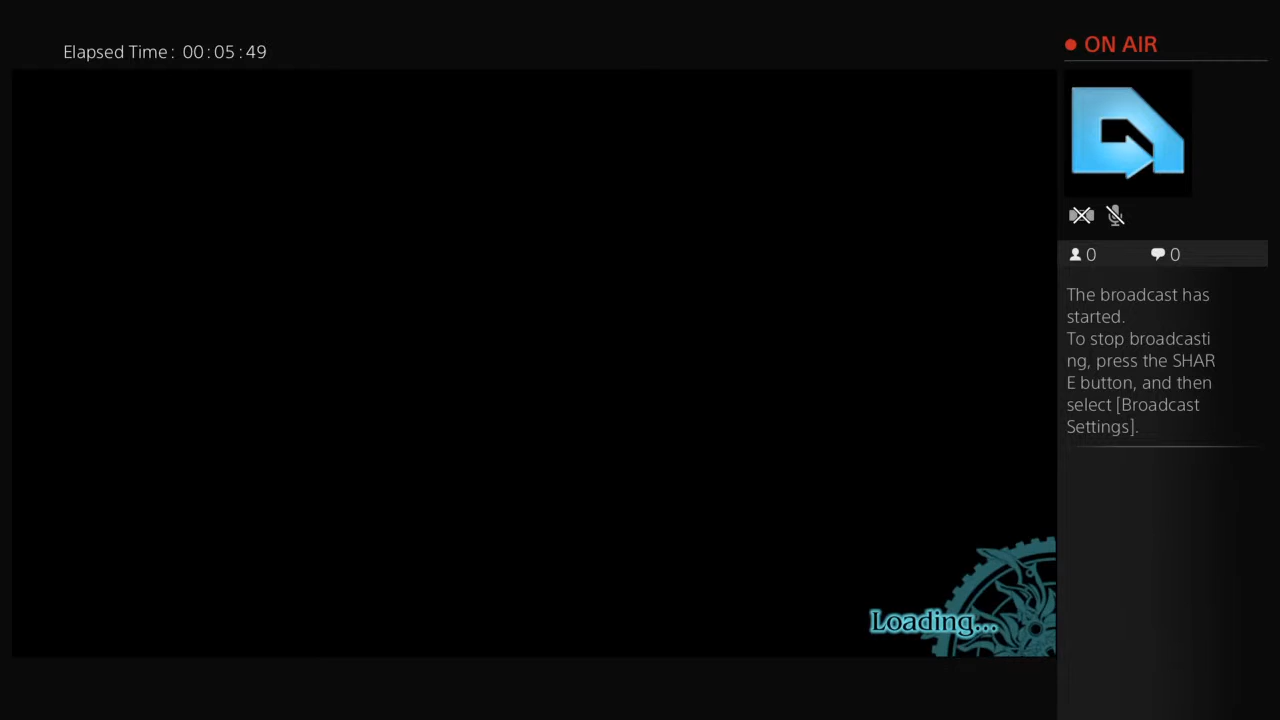 Elapsed Time : 00 : 05 : 49
ON AIR
0 0
The broadcast has
started.
To stop broadcasti
ng, press the SHAR
E button, and then
select [Broadcast
Settings].
Loading...